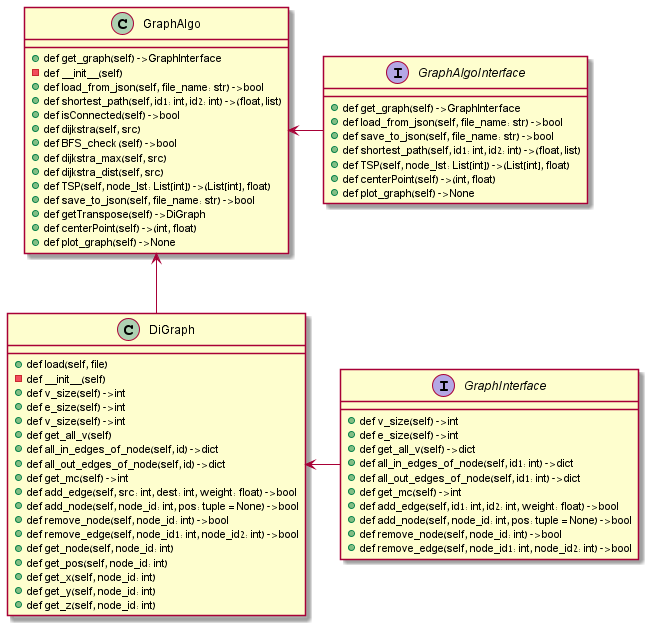 C GraphAlgo
def get_graph(self)->GraphInterface
def __init__(self)
def load_from_json(self, file_name: str)->bool
def shortest_path(self, id1: int, id2: int)->(float,list)
def isConnected(self)->bool
def dijkstra(self, src)
def BFS_check (self)->bool
def dijkstra_max(self, src)
def dijkstra_dist(self, src)
def TSP(self, node_lst: List[int])->(List[int], float)
def save_to_json(self, file_name: str)->bool
def getTranspose(self)->DiGraph
def centerPoint(self)->(int, float)
def plot_graph(self)->None
I GraphAlgoInterface
def get_graph(self)->GraphInterface
def load_from_json(self, file_name: str)->bool
def save_to_json(self, file_name: str)->bool
def shortest_path(self, id1: int, id2: int)->(float,list)
def TSP(self, node_lst: List[int])->(List[int], float)
def centerPoint(self)->(int, float)
def plot_graph(self)->None
C DiGraph
def load(self, file)
def __init__(self)
def v_size(self)->int
def e_size(self)->int
def v_size(self)->int
def get_all_v(self)
def all_in_edges_of_node(self, id)->dict
def all_out_edges_of_node(self, id)->dict
def get_mc(self)->int
def add_edge(self, src: int, dest: int, weight: float)->bool
def add_node(self, node_id: int, pos: tuple = None)->bool
def remove_node(self, node_id: int)->bool
def remove_edge(self, node_id1: int, node_id2: int)->bool
def get_node(self, node_id: int)
def get_pos(self, node_id: int)
def get_x(self, node_id: int)
def get_y(self, node_id: int)
def get_z(self, node_id: int)
I GraphInterface
def v_size(self)->int
def e_size(self)->int
def get_all_v(self)->dict
def all_in_edges_of_node(self, id1: int)->dict
def all_out_edges_of_node(self, id1: int)->dict
def get_mc(self)->int
def add_edge(self, id1: int, id2: int, weight: float)->bool
def add_node(self, node_id: int, pos: tuple = None)->bool
def remove_node(self, node_id: int)->bool
def remove_edge(self, node_id1: int, node_id2: int)->bool